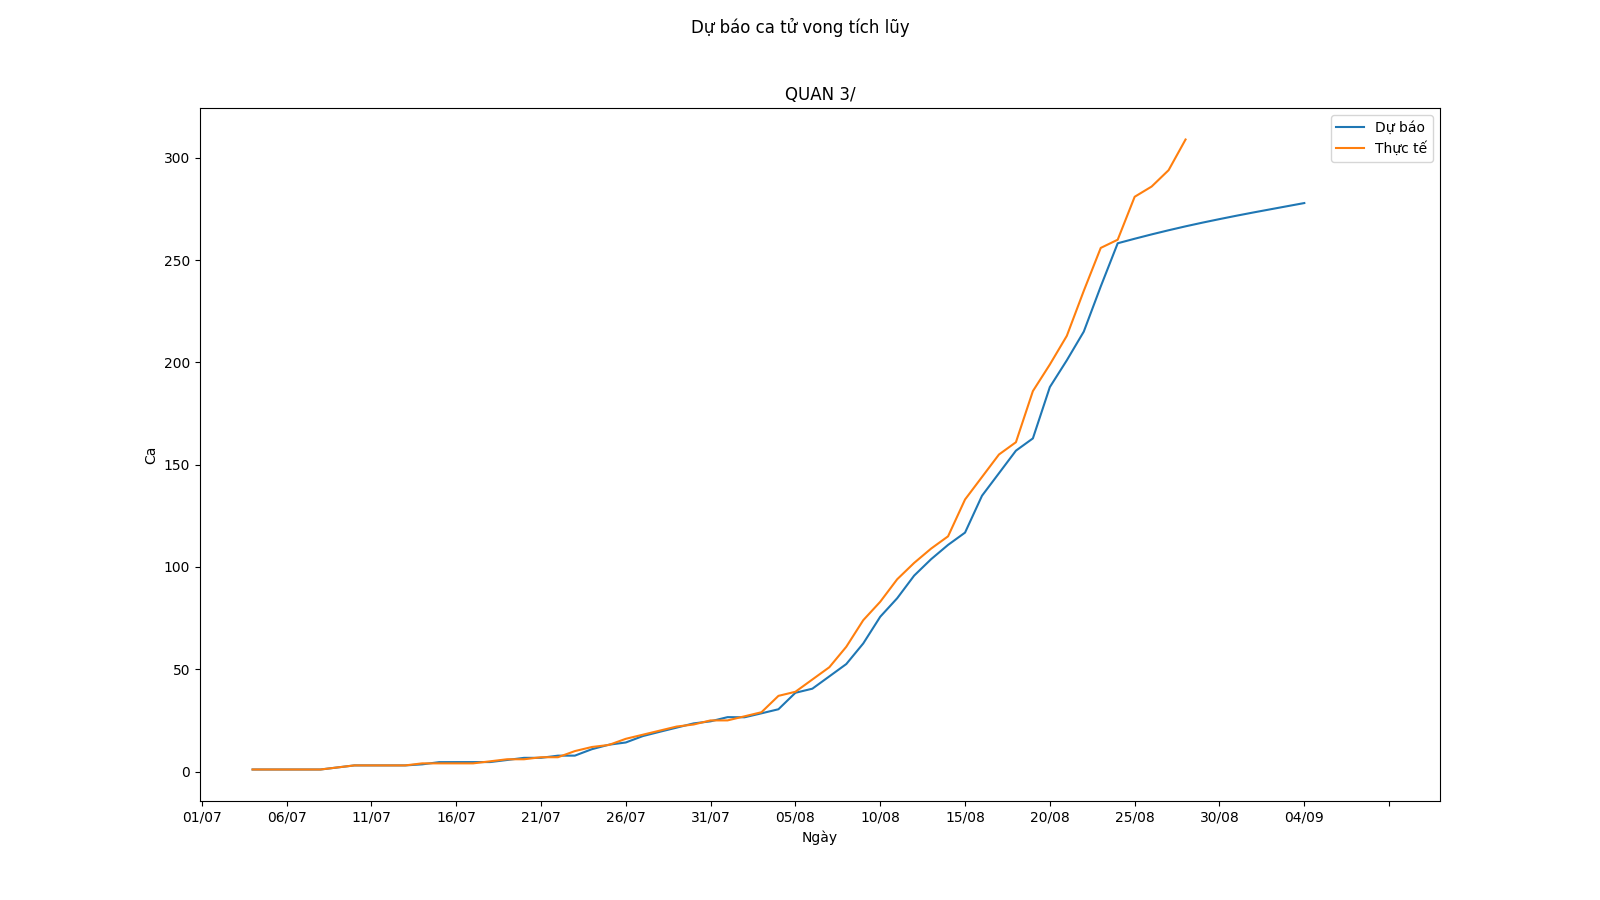 Dự báo ca tử vong tích lũy
QUAN 3/
Dự báo
Thực tế
300
250
200
150
100
50
0
Ca
01/07 06/07 11/07 16/07 21/07 26/07 31/07 05/08 10/08 15/08 20/08 25/08 30/08 04/09
Ngày